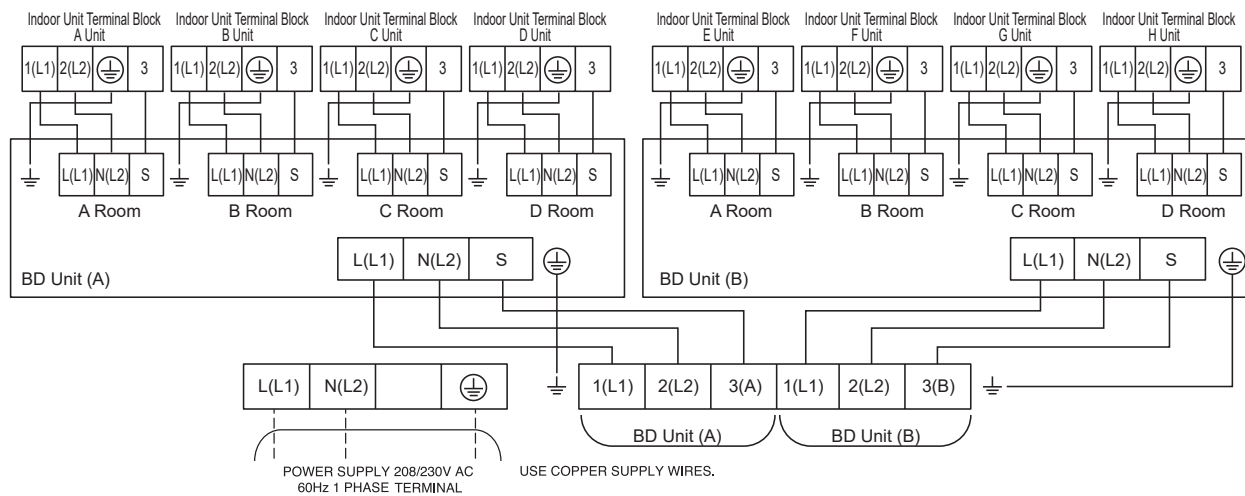 Indoor Unit Terminal Block Indoor Unit Terminal Block Indoor Unit Terminal Block Indoor Unit Terminal Block Indoor Unit Terminal Block Indoor Unit Terminal Block Indoor Unit Terminal Block Indoor Unit Terminal Block
A Unit B Unit C Unit D Unit E Unit F Unit G Unit H Unit
1(L1) 2(L2) 3 1(L1) 2(L2) 3 1(L1) 2(L2) 3 1(L1) 2(L2) 3 1(L1) 2(L2) 3 1(L1) 2(L2) 3 1(L1) 2(L2) 3 1(L1) 2(L2) 3
L(L1) N(L2) S L(L1) N(L2) S L(L1) N(L2) S L(L1) N(L2) S L(L1) N(L2) S L(L1) N(L2) S L(L1) N(L2) S L(L1) N(L2) S
A Room B Room C Room D Room A Room B Room C Room D Room
L(L1) N(L2) S L(L1) N(L2) S
BD Unit (A) BD Unit (B)
L(L1) N(L2) 1(L1) 2(L2) 3(A) 1(L1) 2(L2) 3(B)
BD Unit (A) BD Unit (B)
POWER SUPPLY 208/230V AC USE COPPER SUPPLY WIRES.
60Hz 1 PHASE TERMINAL